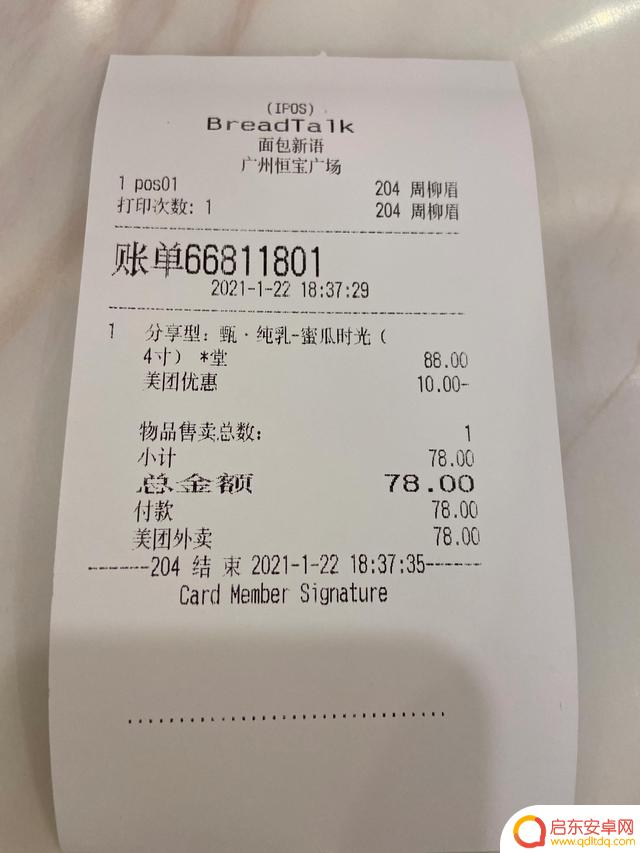 (IPOS)
BreadTalk
面包新语
广州恒宝广场
1 pos01 204 周柳眉
打印次数: 1 204 周柳眉
账单66811801
2021-1-22 18:37:29
1 分享型: 甄·纯乳-蜜瓜时光(
4寸) *堂 88.00
美团优惠 10.00-
物品售卖总数: 1
小计 78.00
总金额 78.00
付款 78.00
美团外卖 78.00
------204 结 束 2021-1-22 18:37:35------
Card Member Signature
启东安卓网
www.qdltdq.com